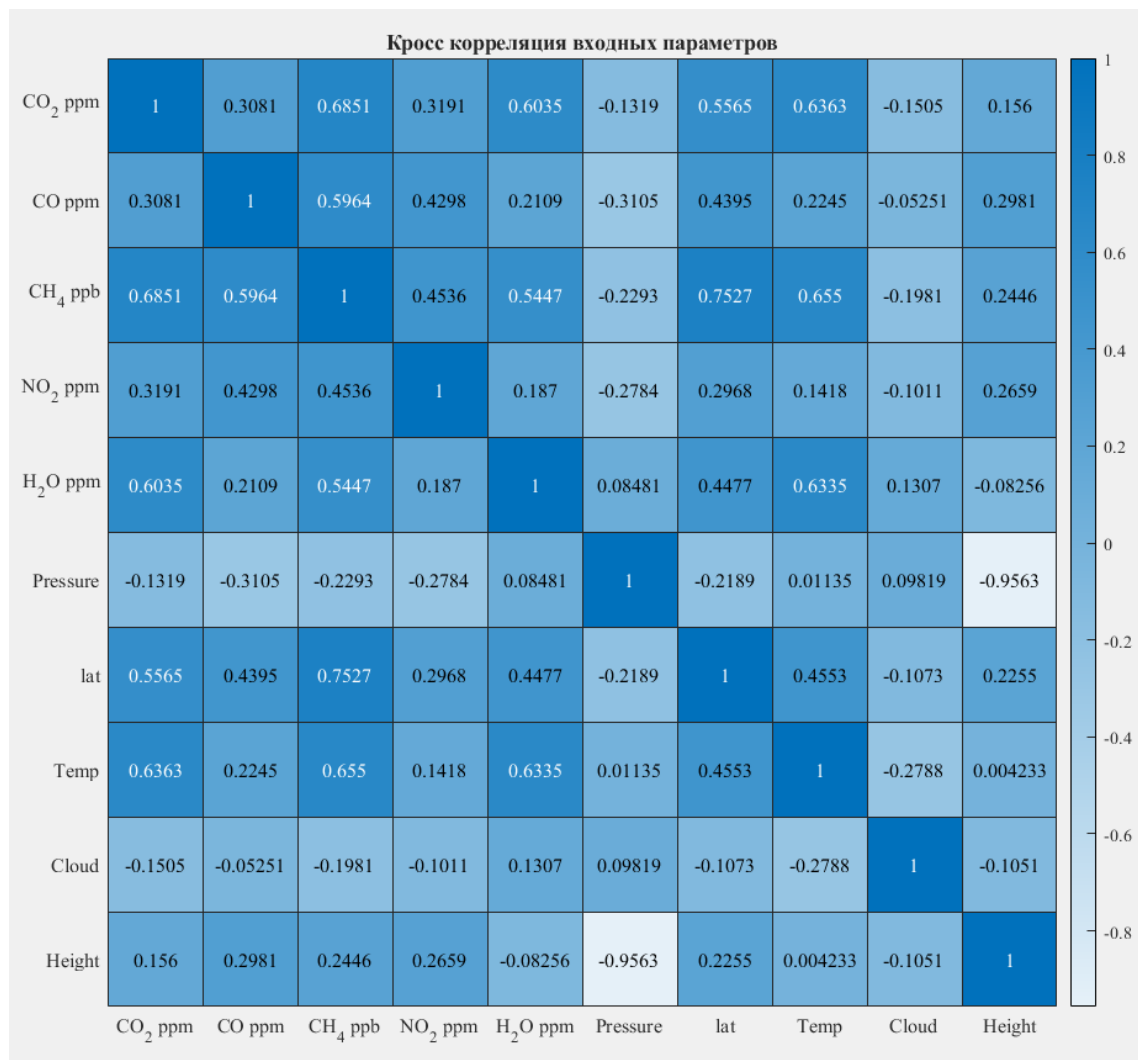 Кросс корреляция входных параметров
CO2 ppm 1 0.3081 0.6851 0.3191 0.6035 -0.1319 0.5565 0.6363 -0.1505 0.156
CO ppm 0.3081 1 0.5964 0.4298 0.2109 -0.3105 0.4395 0.2245 -0.05251 0.2981
CH4 ppb 0.6851 0.5964 1 0.4536 0.5447 -0.2293 0.7527 0.655 -0.1981 0.2446
NO2 ppm 0.3191 0.4298 0.4536 1 0.187 -0.2784 0.2968 0.1418 -0.1011 0.2659
H2O ppm 0.6035 0.2109 0.5447 0.187 1 0.08481 0.4477 0.6335 0.1307 -0.08256
Pressure -0.1319 -0.3105 -0.2293 -0.2784 0.08481 1 -0.2189 0.01135 0.09819 -0.9563
lat 0.5565 0.4395 0.7527 0.2968 0.4477 -0.2189 1 0.4553 -0.1073 0.2255
Temp 0.6363 0.2245 0.655 0.1418 0.6335 0.01135 0.4553 1 -0.2788 0.004233
Cloud -0.1505 -0.05251 -0.1981 -0.1011 0.1307 0.09819 -0.1073 -0.2788 1 -0.1051
Height 0.156 0.2981 0.2446 0.2659 -0.08256 -0.9563 0.2255 0.004233 -0.1051 1
CO2 ppm CO ppm CH4 ppb NO2 ppm H2O ppm Pressure lat Temp Cloud Height
1
0.8
0.6
0.4
0.2
0
-0.2
-0.4
-0.6
-0.8